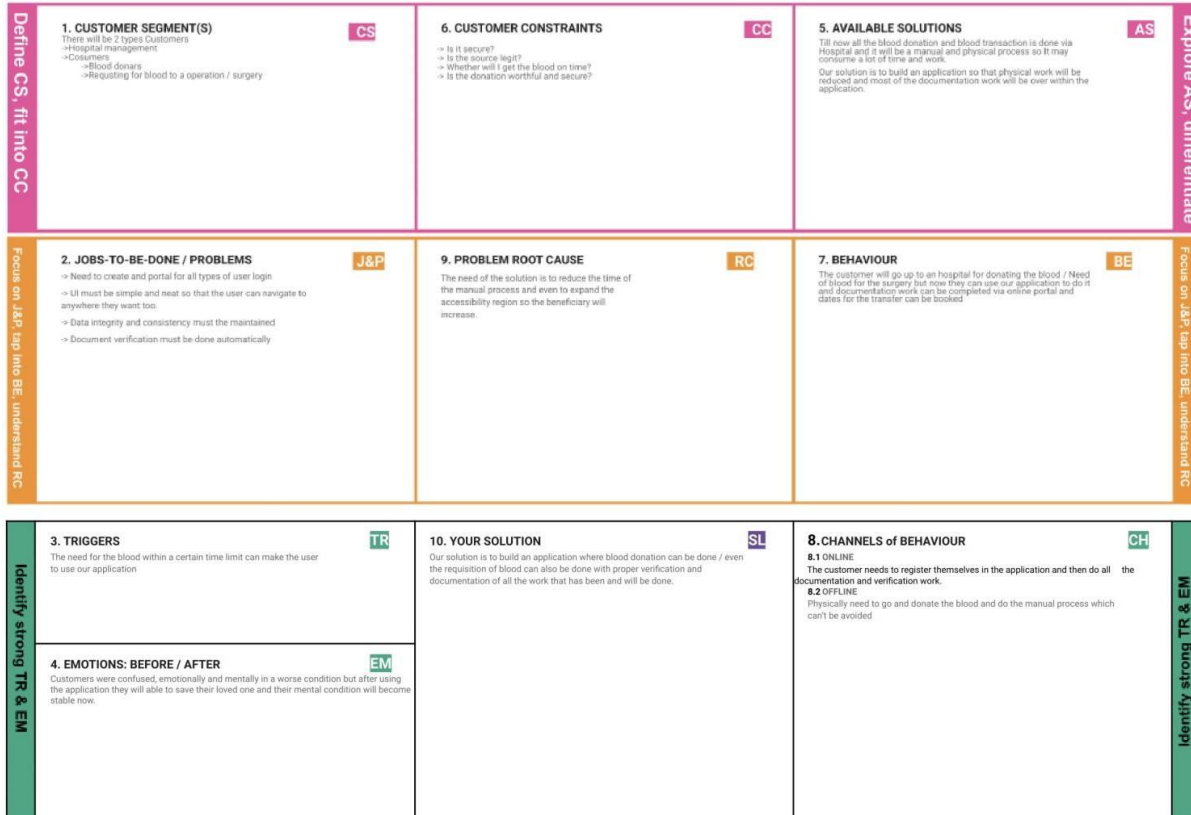 Define CS, fit into CC
1. CUSTOMER SEGMENT(S)
CS
There will be 2 types Customers
->Hospital management
->Cosumers
->Blood donars
->Requsting for blood to a operation / surgery
6. CUSTOMER CONSTRAINTS
CC
-> Is it secure?
-> Is the source legit?
-> Whether will I get the blood on time?
-> Is the donation worthful and secure?
5. AVAILABLE SOLUTIONS
AS
Till now all the blood donation and blood transaction is done via
Hospital and it will be a manual and physical process so It may
consume a lot of time and work.
Our solution is to build an application so that physical work will be
reduced and most of the documentation work will be over within the
application.
Explore AS, differentiate
Focus on J&P, tap into BE, understand RC
2. JOBS-TO-BE-DONE / PROBLEMS
J&P
-> Need to create and portal for all types of user login
-> UI must be simple and neat so that the user can navigate to
anywhere they want too.
-> Data integrity and consistency must the maintained
-> Document verification must be done automatically
9. PROBLEM ROOT CAUSE
RC
The need of the solution is to reduce the time of
the manual process and even to expand the
accessibility region so the beneficiary will
increase.
7. BEHAVIOUR
BE
The customer will go up to an hospital for donating the blood / Need
of blood for the surgery but now they can use our application to do it
and documentation work can be completed via online portal and
dates for the transfer can be booked
Focus on J&P, tap into BE, understand RC
Identify strong TR & EM
3. TRIGGERS
TR
The need for the blood within a certain time limit can make the user
to use our application
4. EMOTIONS: BEFORE / AFTER
EM
Customers were confused, emotionally and mentally in a worse condition but after using
the application they will able to save their loved one and their mental condition will become
stable now.
10. YOUR SOLUTION
SL
Our solution is to build an application where blood donation can be done / even
the requisition of blood can also be done with proper verification and
documentation of all the work that has been and will be done.
8.CHANNELS of BEHAVIOUR
CH
8.1 ONLINE
The customer needs to register themselves in the application and then do all the
documentation and verification work.
8.2 OFFLINE
Physically need to go and donate the blood and do the manual process which
can't be avoided
Identify strong TR & EM